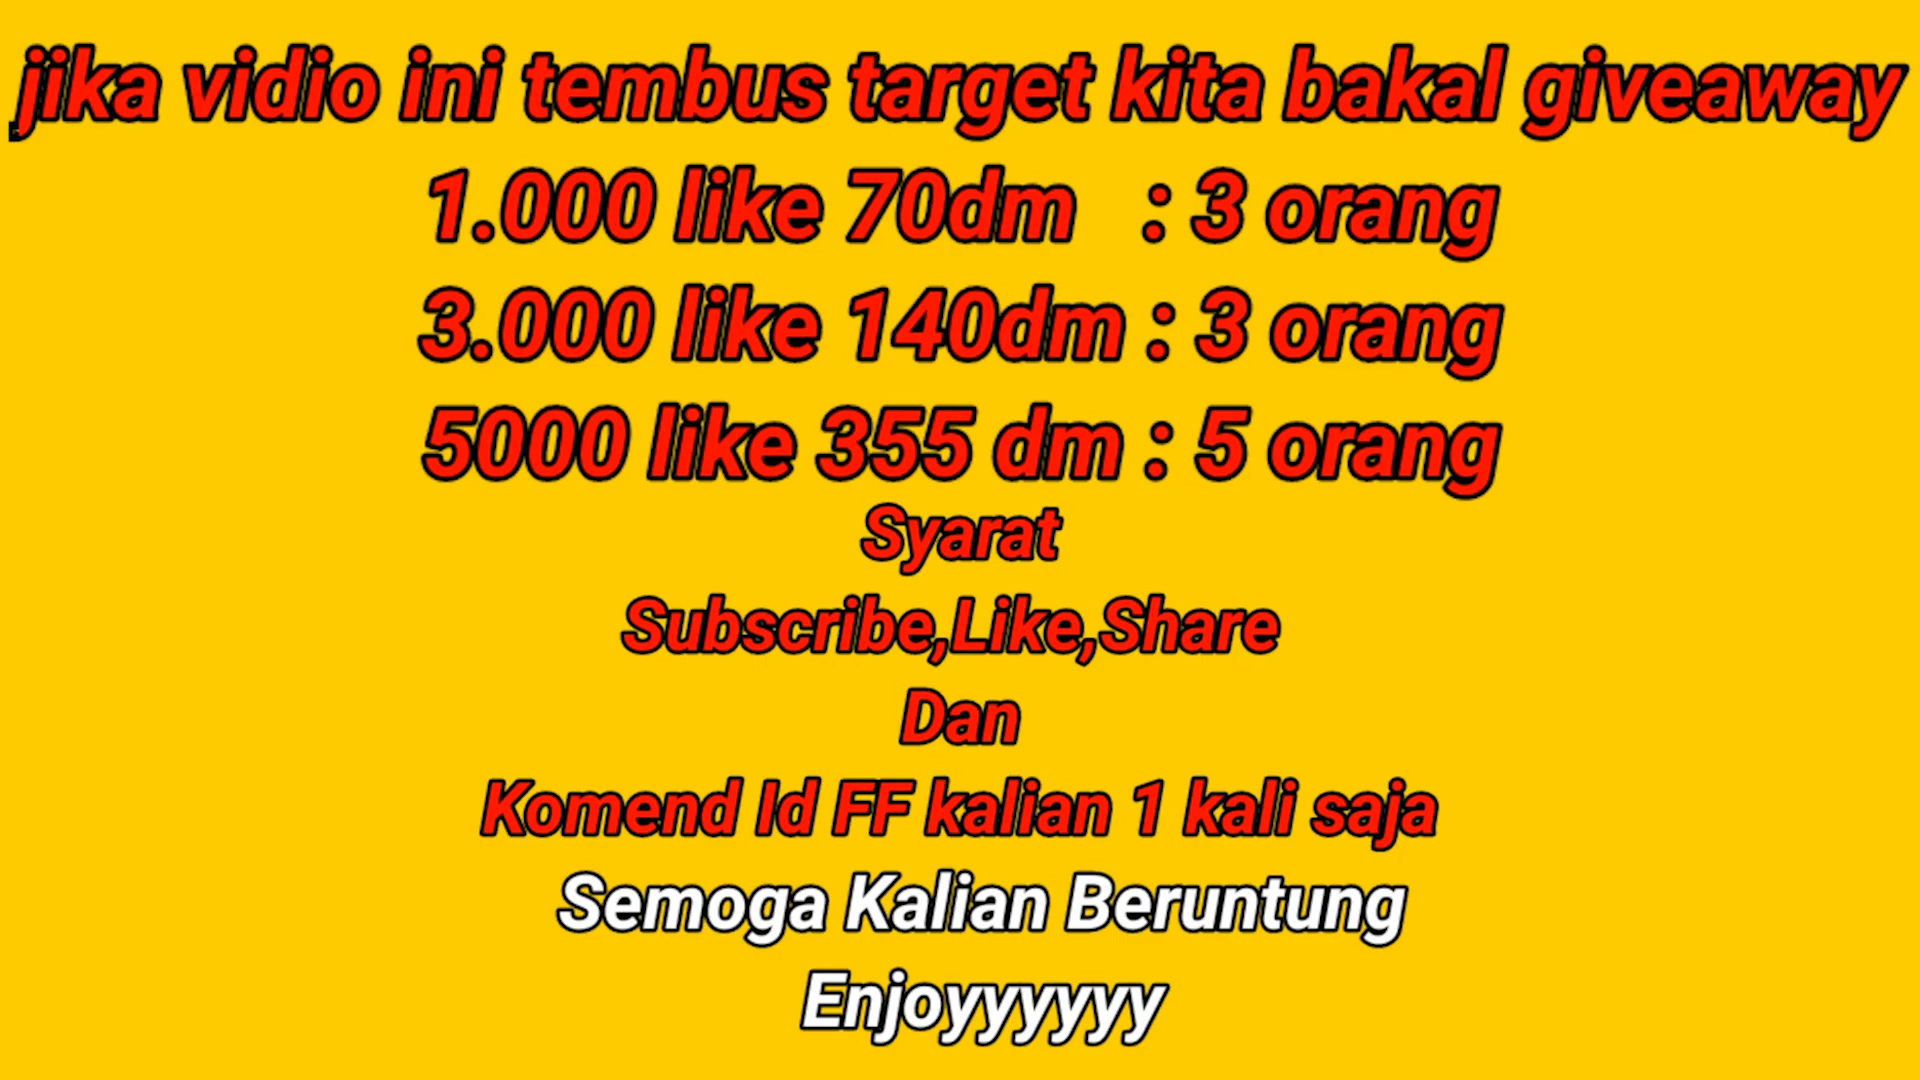 jika vidio ini tembus target kita bakal giveaway
1.000 like 70dm : 3 orang
3.000 like 140dm : 3 orang
5000 like 355 dm : 5 orang
Syarat
Subscribe,Like,Share
Dan
Komend Id FF kalian 1 kali saja
Semoga Kalian Beruntung
Enjoyyyyyy